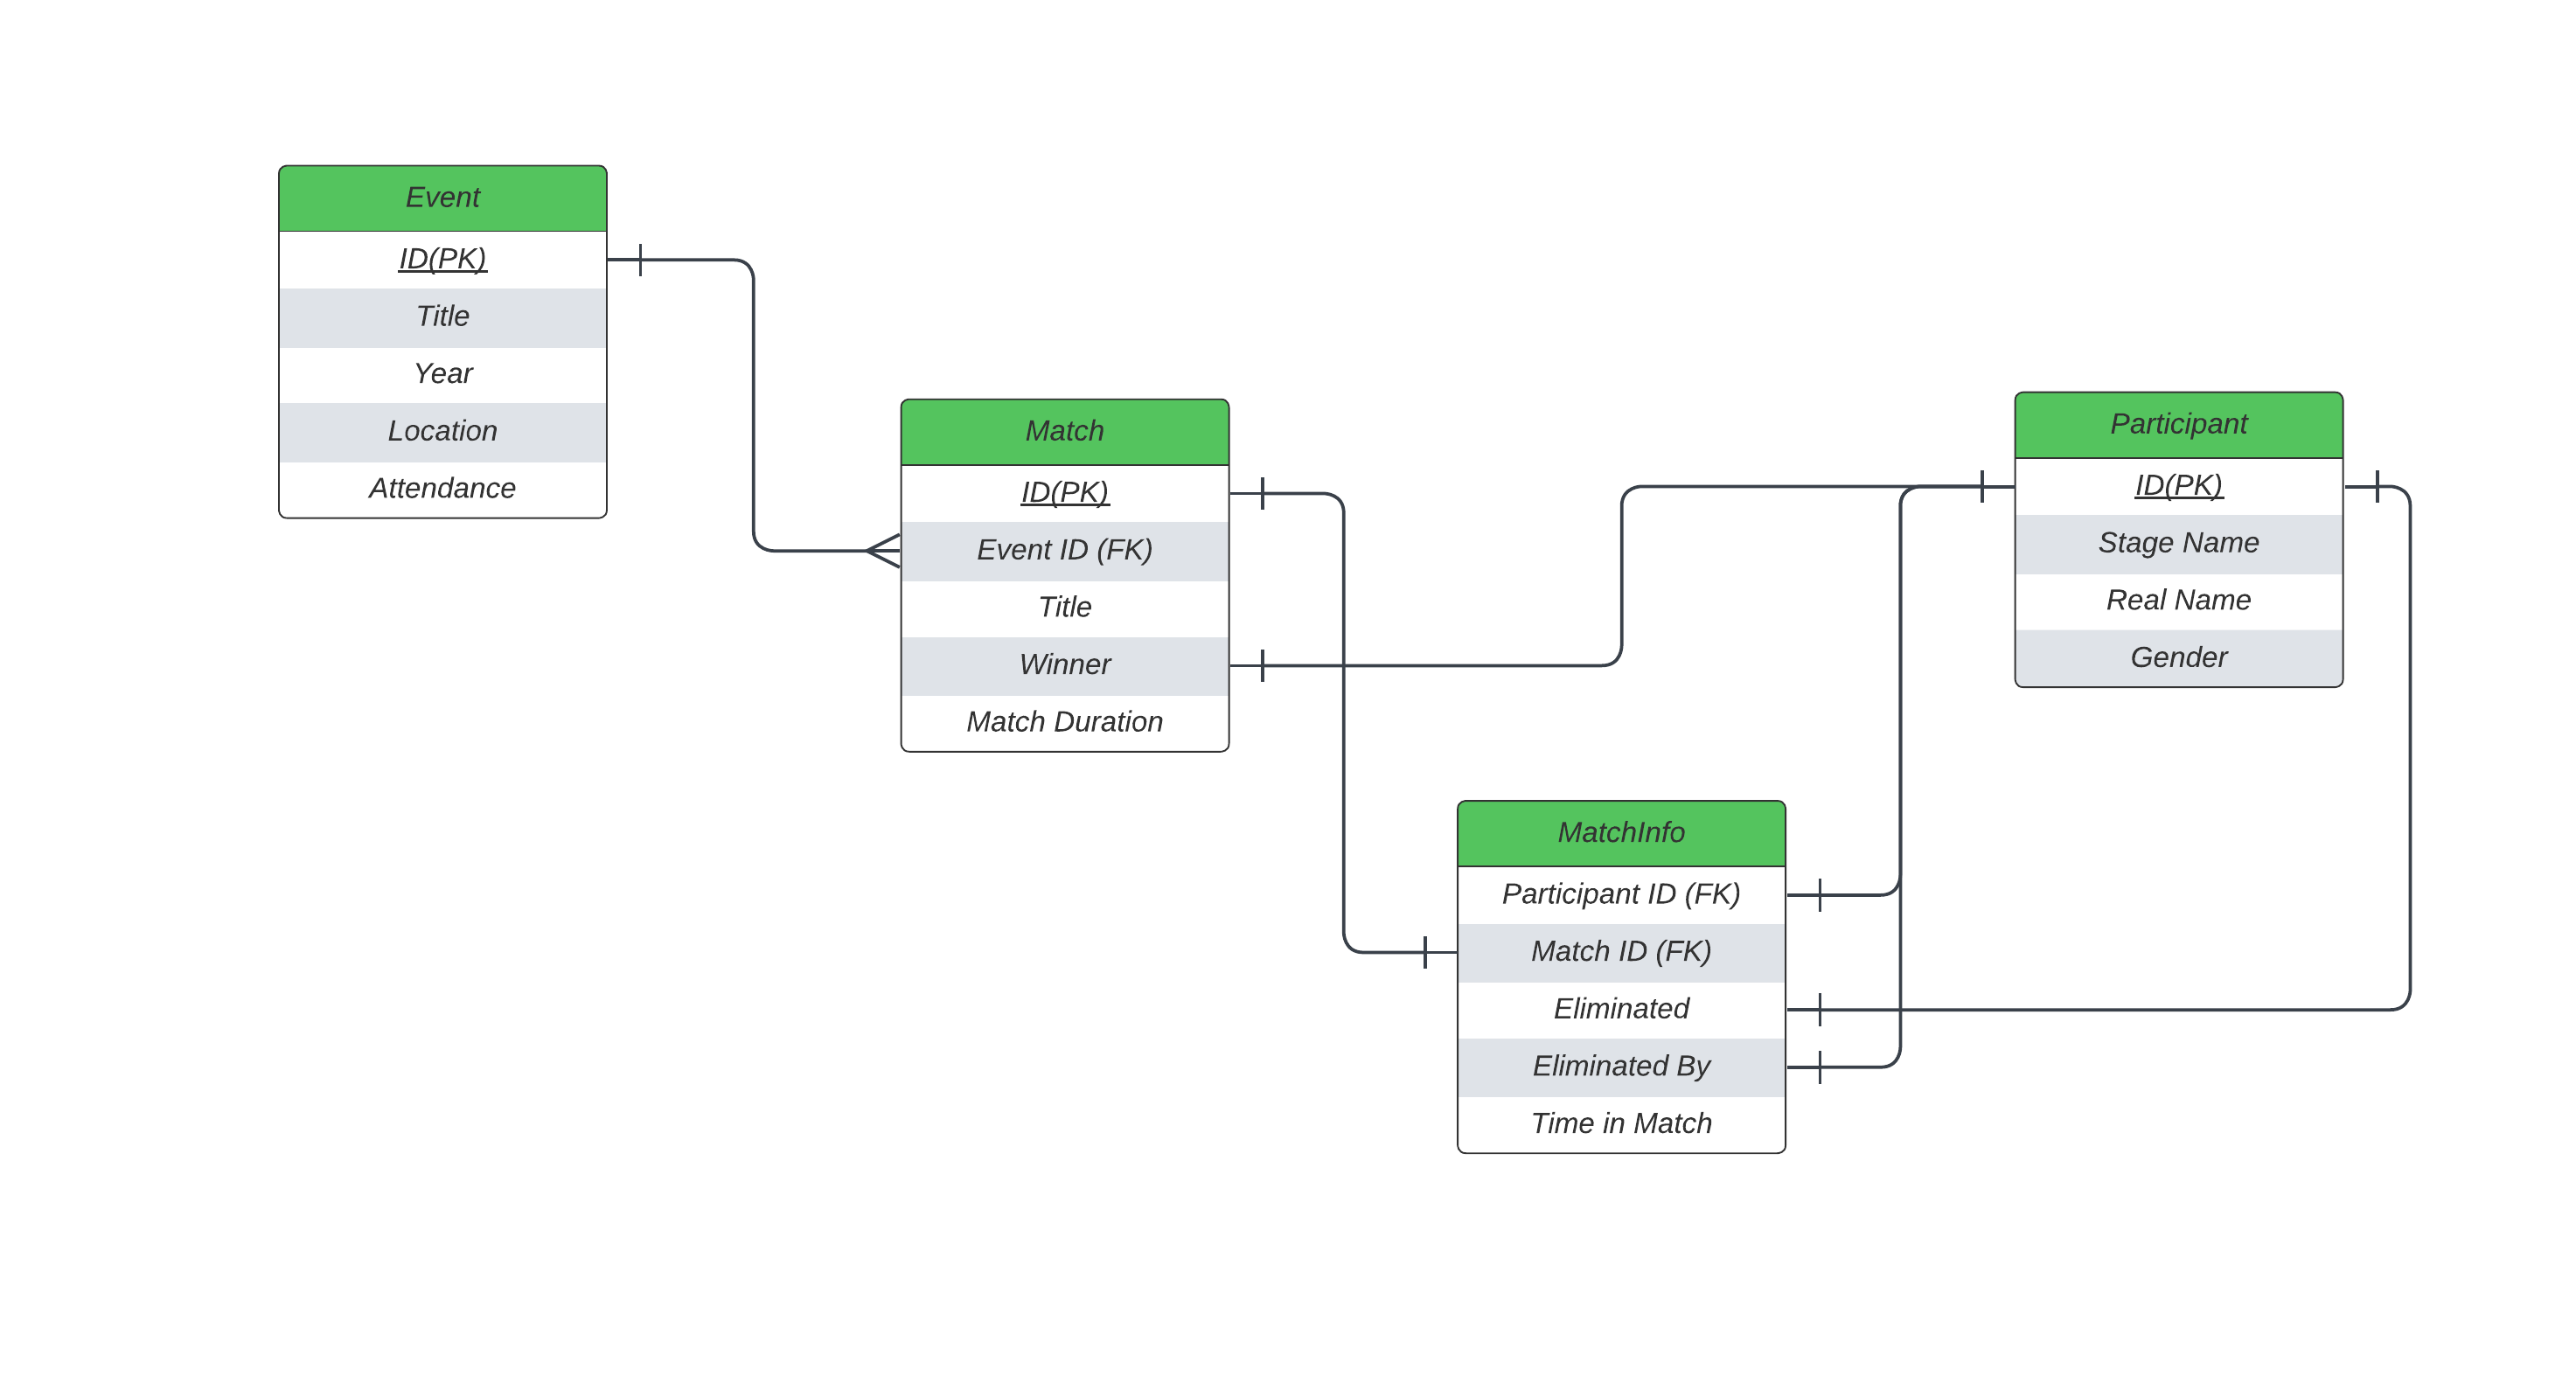 Event
ID(PK)
Title
Year
Location
Attendance
Match
ID(PK)
Event ID (FK)
Title
Winner
Match Duration
Participant
ID(PK)
Stage Name
Real Name
Gender
MatchInfo
Participant ID (FK)
Match ID (FK)
Eliminated
Eliminated By
Time in Match